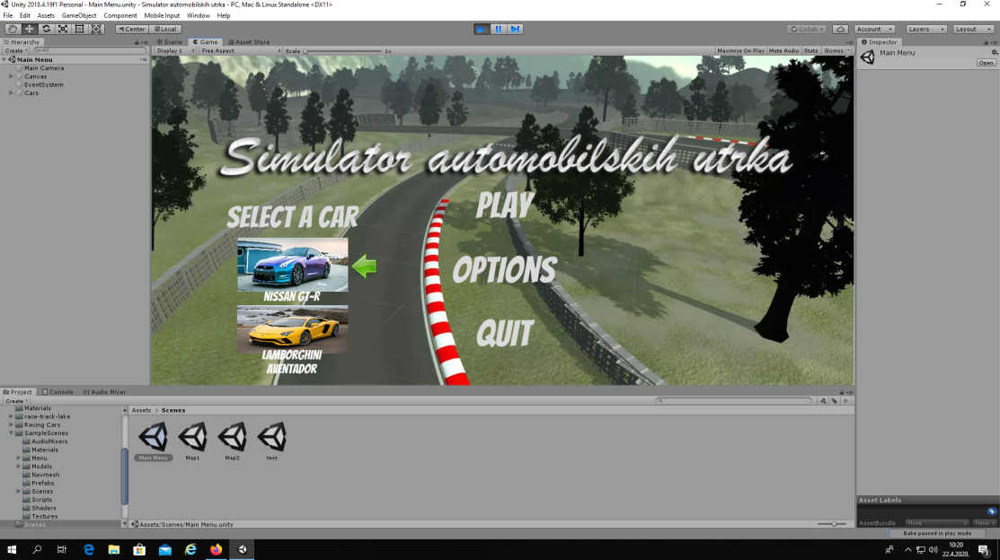 Unity 2018.4.19f1 Personal - Main Menu.unity - Simulator automobilskih utrka - PC, Mac & Linux Standalone <DX11>
File Edit Assets GameObject Component Mobile Input Window Help
Center Local
Collab Account Layers Layout
Hierarchy
Create All
Main Menu
Main Camera
Canvas
EventSystem
Cars
Scene Game Asset Store
Display 1 Free Aspect Scale 1x Maximize On Play Mute Audio Stats Gizmos
Simulator automobilskih utrka
SELECT A CAR
NISSAN GT-R
LAMBORGHINI
AVENTADOR
PLAY
OPTIONS
QUIT
Inspector
Main Menu
Open
Project Console Audio Mixer
Create
Materials
race-track-lake
Racing Cars
SampleScenes
AudioMixers
Materials
Menu
Models
Navmesh
Prefabs
Scenes
Scripts
Shaders
Textures
Scenes
Assets > Scenes
Main Menu Map1 Map2 test
Assets/Scenes/Main Menu.unity
Asset Labels
AssetBundle None None
Bake paused in play mode
10:20
22.4.2020.
3